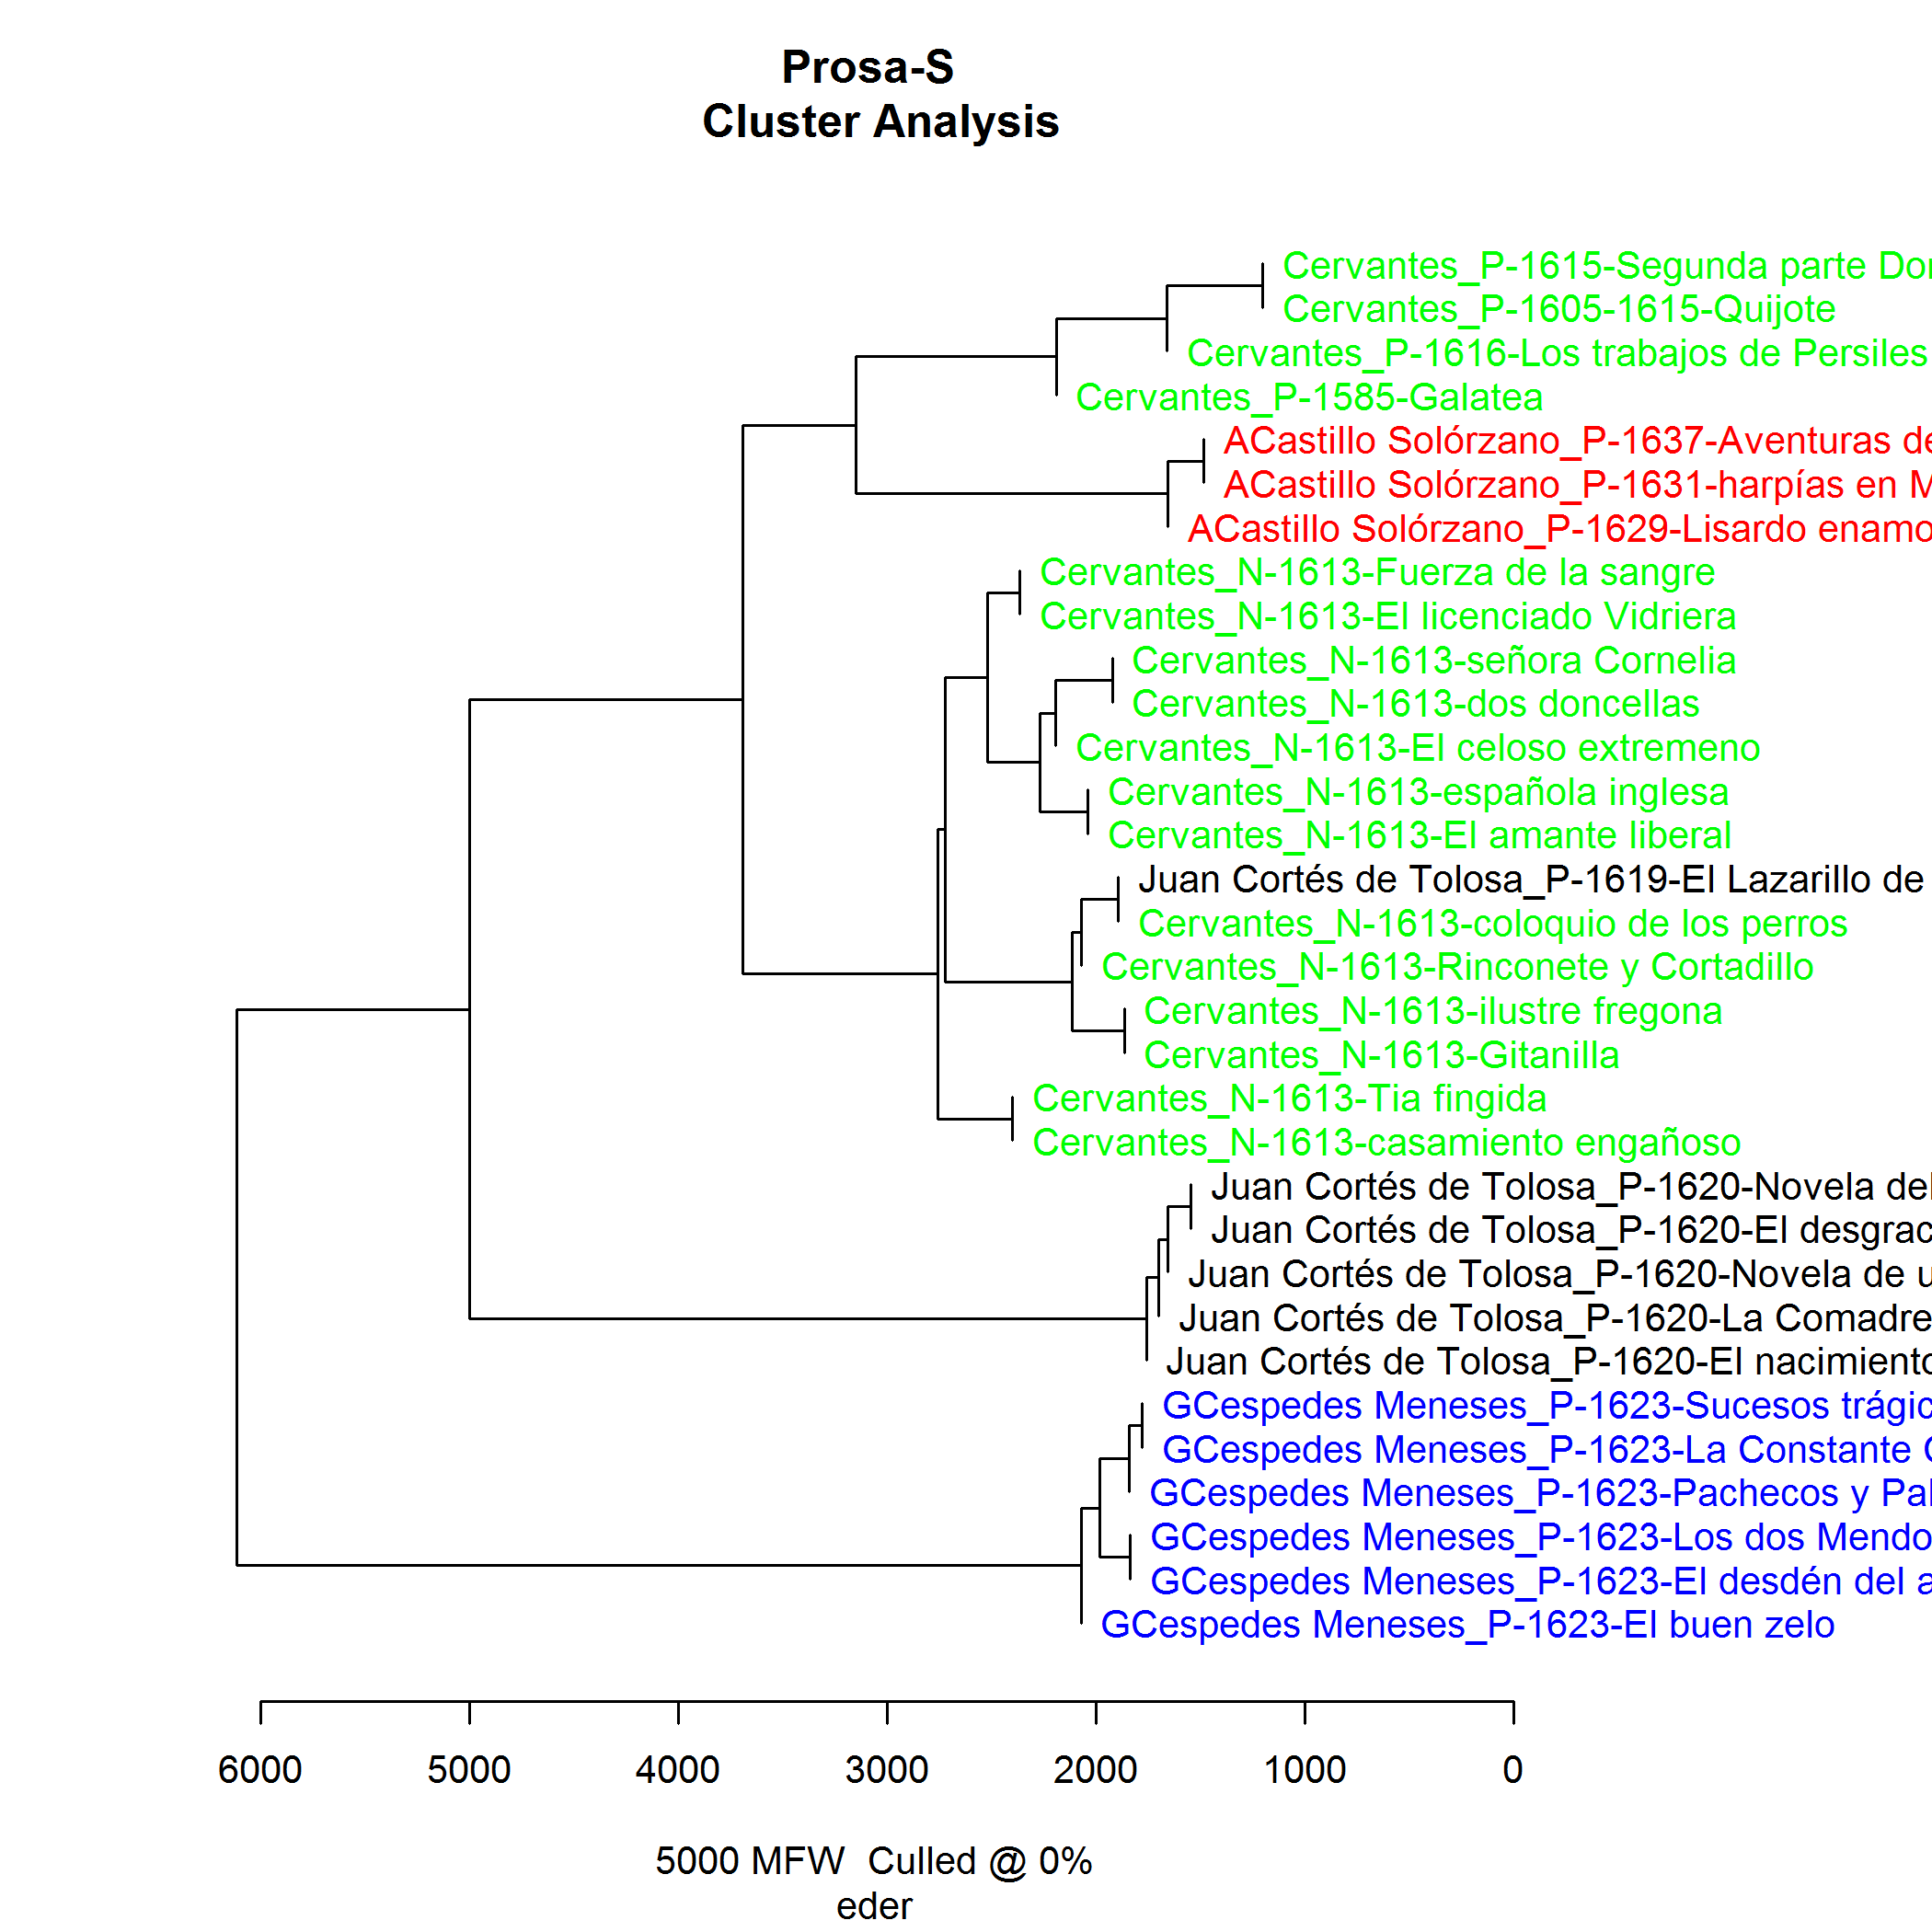 Prosa-S
Cluster Analysis
Cervantes_P-1615-Segunda parte Do
Cervantes_P-1605-1615-Quijote
Cervantes_P-1616-Los trabajos de Persiles
Cervantes_P-1585-Galatea
ACastillo Solórzano_P-1637-Aventuras de
ACastillo Solórzano_P-1631-harpías en M
ACastillo Solórzano_P-1629-Lisardo enamo
Cervantes_N-1613-Fuerza de la sangre
Cervantes_N-1613-El licenciado Vidriera
Cervantes_N-1613-señora Cornelia
Cervantes_N-1613-dos doncellas
Cervantes_N-1613-El celoso extremeno
Cervantes_N-1613-española inglesa
Cervantes_N-1613-El amante liberal
Juan Cortés de Tolosa_P-1619-El Lazarillo de
Cervantes_N-1613-coloquio de los perros
Cervantes_N-1613-Rinconete y Cortadillo
Cervantes_N-1613-ilustre fregona
Cervantes_N-1613-Gitanilla
Cervantes_N-1613-Tia fingida
Cervantes_N-1613-casamiento engañoso
Juan Cortés de Tolosa_P-1620-Novela del
Juan Cortés de Tolosa_P-1620-El desgrac
Juan Cortés de Tolosa_P-1620-Novela de u
Juan Cortés de Tolosa_P-1620-La Comadre
Juan Cortés de Tolosa_P-1620-El nacimiento
GCespedes Meneses_P-1623-Sucesos trágic
GCespedes Meneses_P-1623-La Constante C
GCespedes Meneses_P-1623-Pachecos y Pal
GCespedes Meneses_P-1623-Los dos Mendo
GCespedes Meneses_P-1623-El desdén del a
GCespedes Meneses_P-1623-El buen zelo
6000 5000 4000 3000 2000 1000 0
5000 MFW  Culled @ 0%
eder